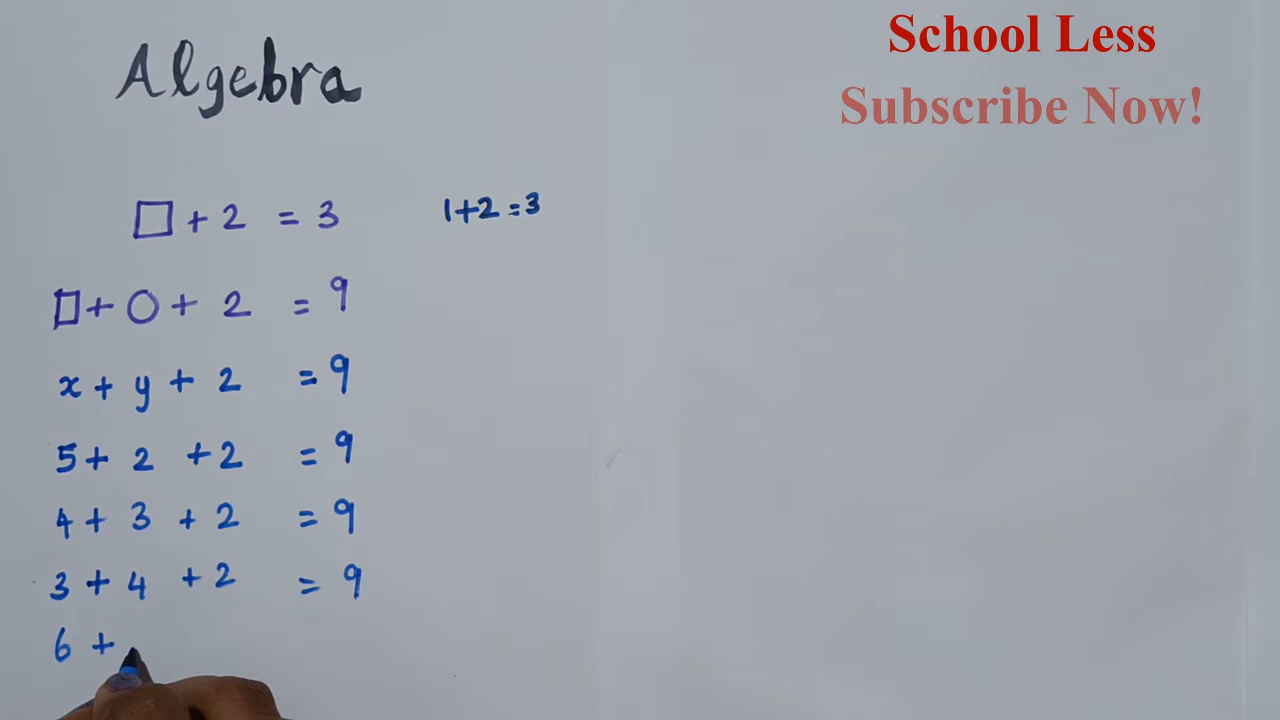 School Less
Subscribe Now!
Algebra
□ + 2 = 3
1+2=3
□ + ○ + 2 = 9
x + y + 2 = 9
5 + 2 + 2 = 9
4 + 3 + 2 = 9
3 + 4 + 2 = 9
6 +